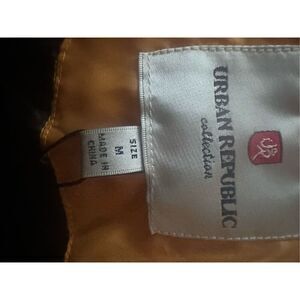 URBAN REPUBLIC
collection
SIZE
M
MADE IN
CHINA